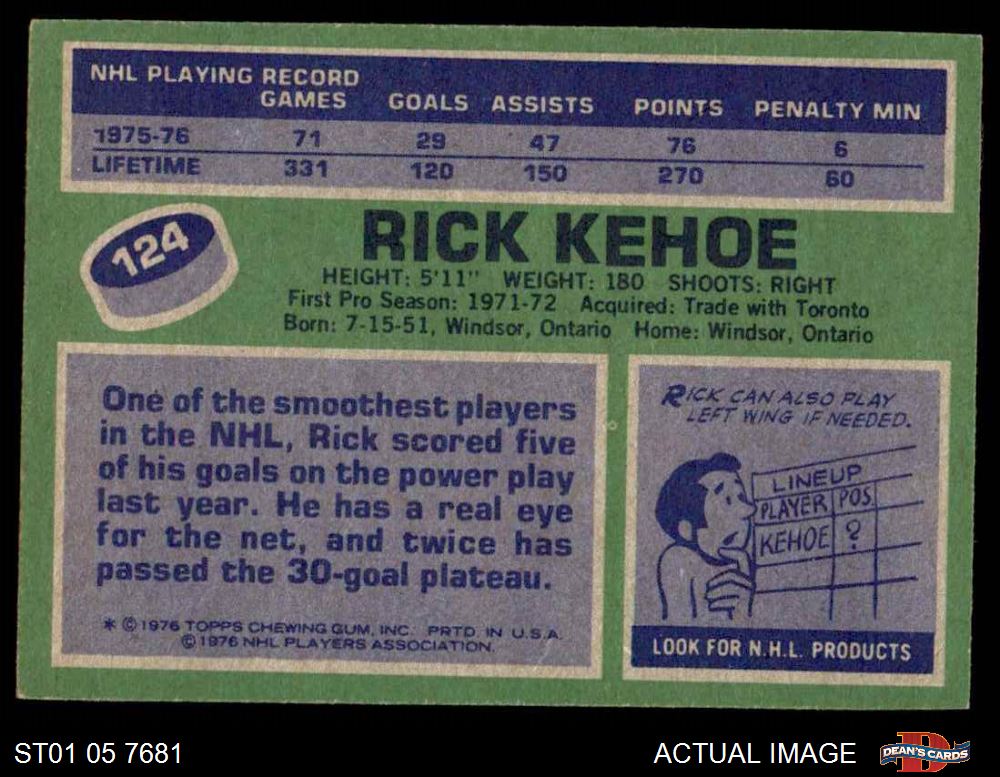 NHL PLAYING RECORD
GAMES GOALS ASSISTS POINTS PENALTY MIN
1975-76 71 29 47 76 6
LIFETIME 331 120 150 270 60
124
RICK KEHOE
HEIGHT: 5'11" WEIGHT: 180 SHOOTS: RIGHT
First Pro Season: 1971-72 Acquired: Trade with Toronto
Born: 7-15-51, Windsor, Ontario Home: Windsor, Ontario
One of the smoothest players
in the NHL, Rick scored five
of his goals on the power play
last year. He has a real eye
for the net, and twice has
passed the 30-goal plateau.
* © 1976 TOPPS CHEWING GUM, INC. PRTD. IN U.S.A.
© 1976 NHL PLAYERS ASSOCIATION.
RICK CAN ALSO PLAY
LEFT WING IF NEEDED.
LINEUP
PLAYER POS.
KEHOE ?
LOOK FOR N.H.L. PRODUCTS
ST01 05 7681
ACTUAL IMAGE
D
DEAN'S CARDS